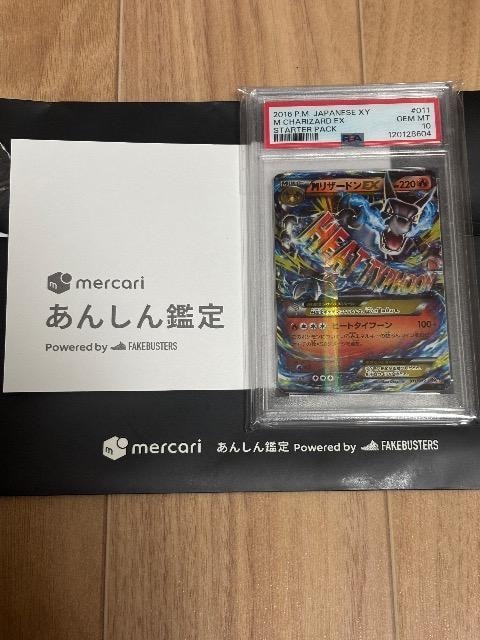 2016 P.M. JAPANESE XY #011
M CHARIZARD EX GEM MT
STARTER PACK 10
PSA 120128604
MリザードンEX HP220
HEAT TYPHOON
ヒートタイフーン 100+
m mercari
あんしん鑑定
Powered by FAKEBUSTERS
m mercari あんしん鑑定 Powered by FAKEBUSTERS